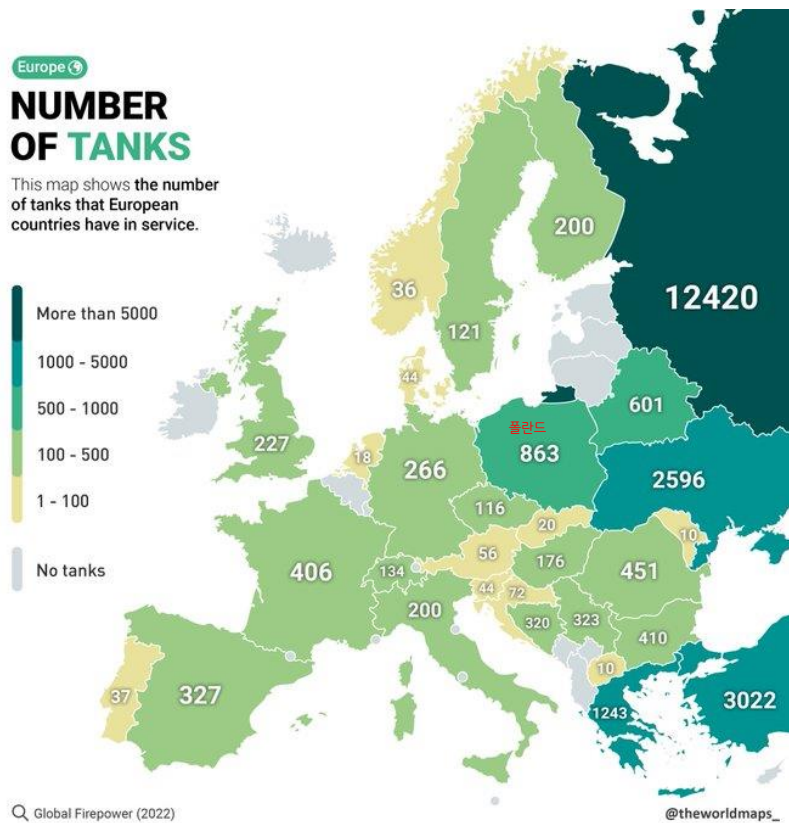 Europe
NUMBER
OF TANKS
This map shows the number
of tanks that European
countries have in service.
More than 5000
1000 - 5000
500 - 1000
100 - 500
1 - 100
No tanks
200
36
12420
121
44
601
폴란드
863
227
18
266
2596
116
20
10
56
406
134
176
451
44
72
200
320
323
410
10
37
327
3022
1243
Global Firepower (2022)
@theworldmaps_